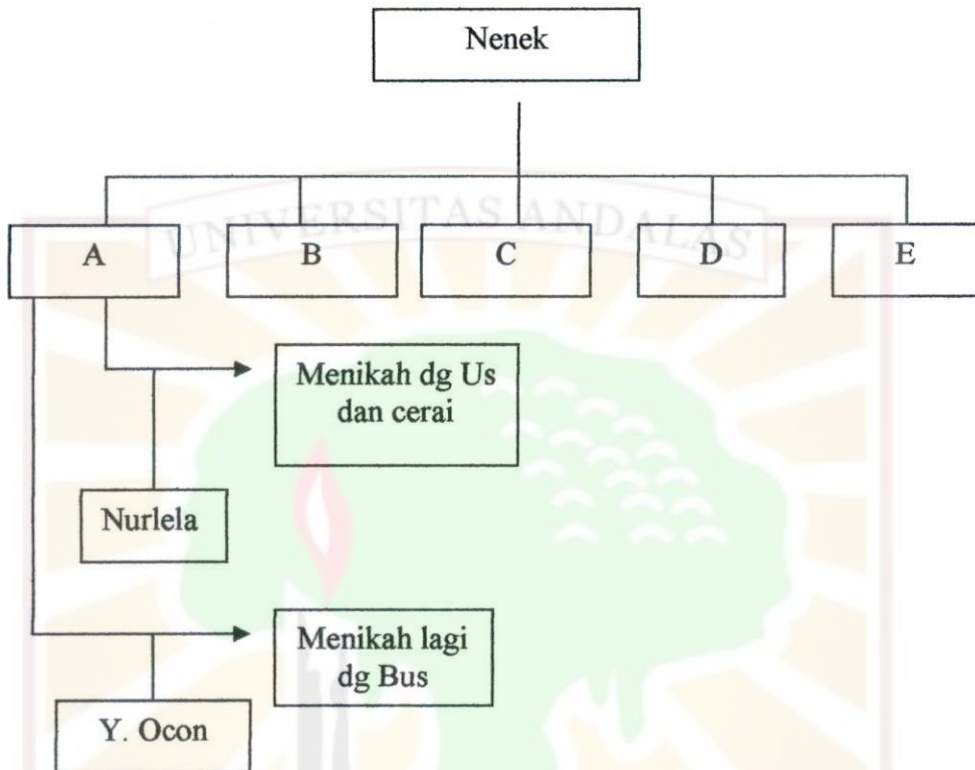 Nenek
UNIVERSITAS ANDALAS
A
B
C
D
E
Menikah dg Us
dan cerai
Nurlela
Menikah lagi
dg Bus
Y. Ocon